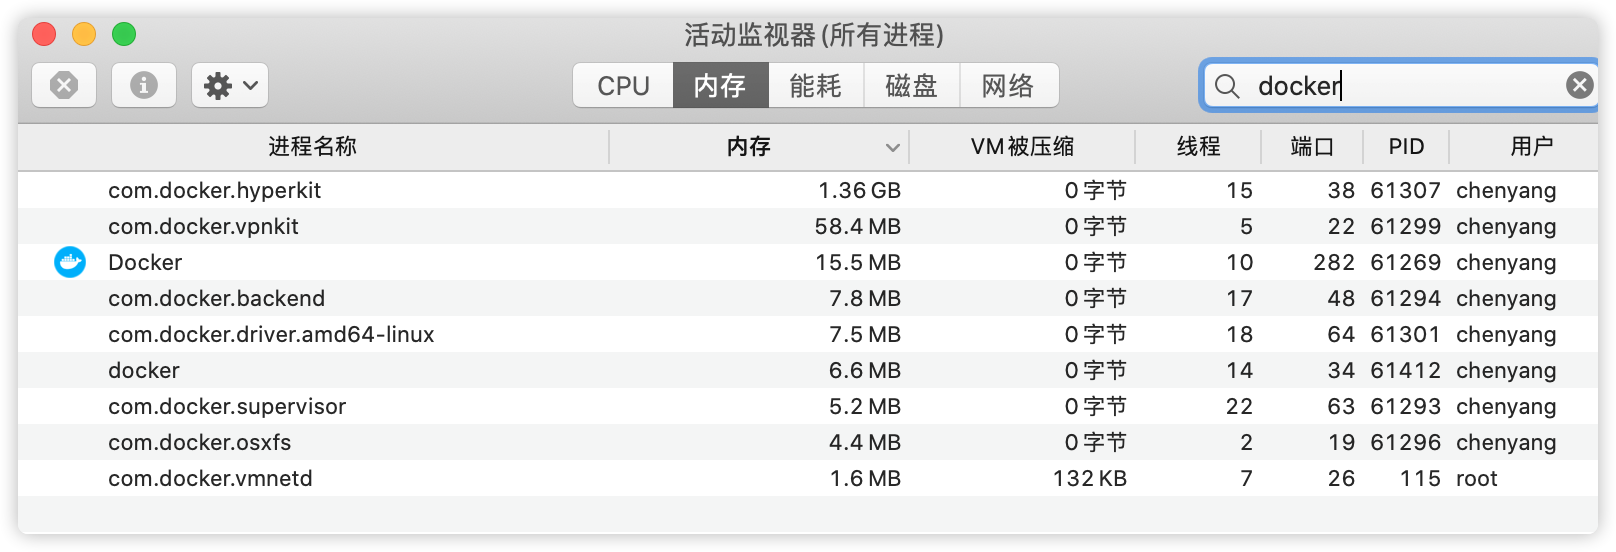 活动监视器 (所有进程)
CPU 内存 能耗 磁盘 网络 docker
进程名称 内存 VM被压缩 线程 端口 PID 用户
com.docker.hyperkit 1.36 GB 0 字节 15 38 61307 chenyang
com.docker.vpnkit 58.4 MB 0 字节 5 22 61299 chenyang
Docker 15.5 MB 0 字节 10 282 61269 chenyang
com.docker.backend 7.8 MB 0 字节 17 48 61294 chenyang
com.docker.driver.amd64-linux 7.5 MB 0 字节 18 64 61301 chenyang
docker 6.6 MB 0 字节 14 34 61412 chenyang
com.docker.supervisor 5.2 MB 0 字节 22 63 61293 chenyang
com.docker.osxfs 4.4 MB 0 字节 2 19 61296 chenyang
com.docker.vmnetd 1.6 MB 132 KB 7 26 115 root